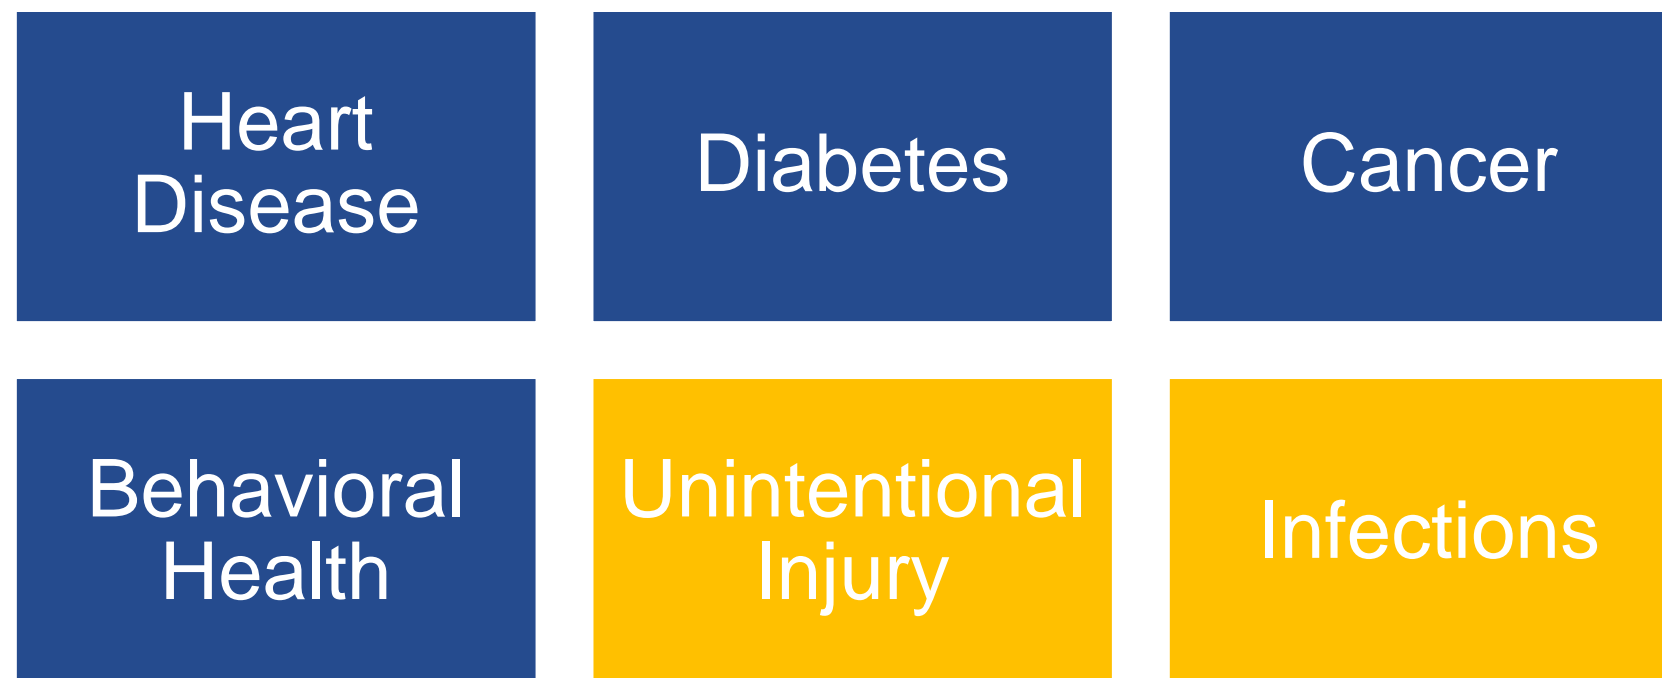 Heart
Disease
Diabetes
Cancer
Behavioral
Health
Unintentional
Injury
Infections